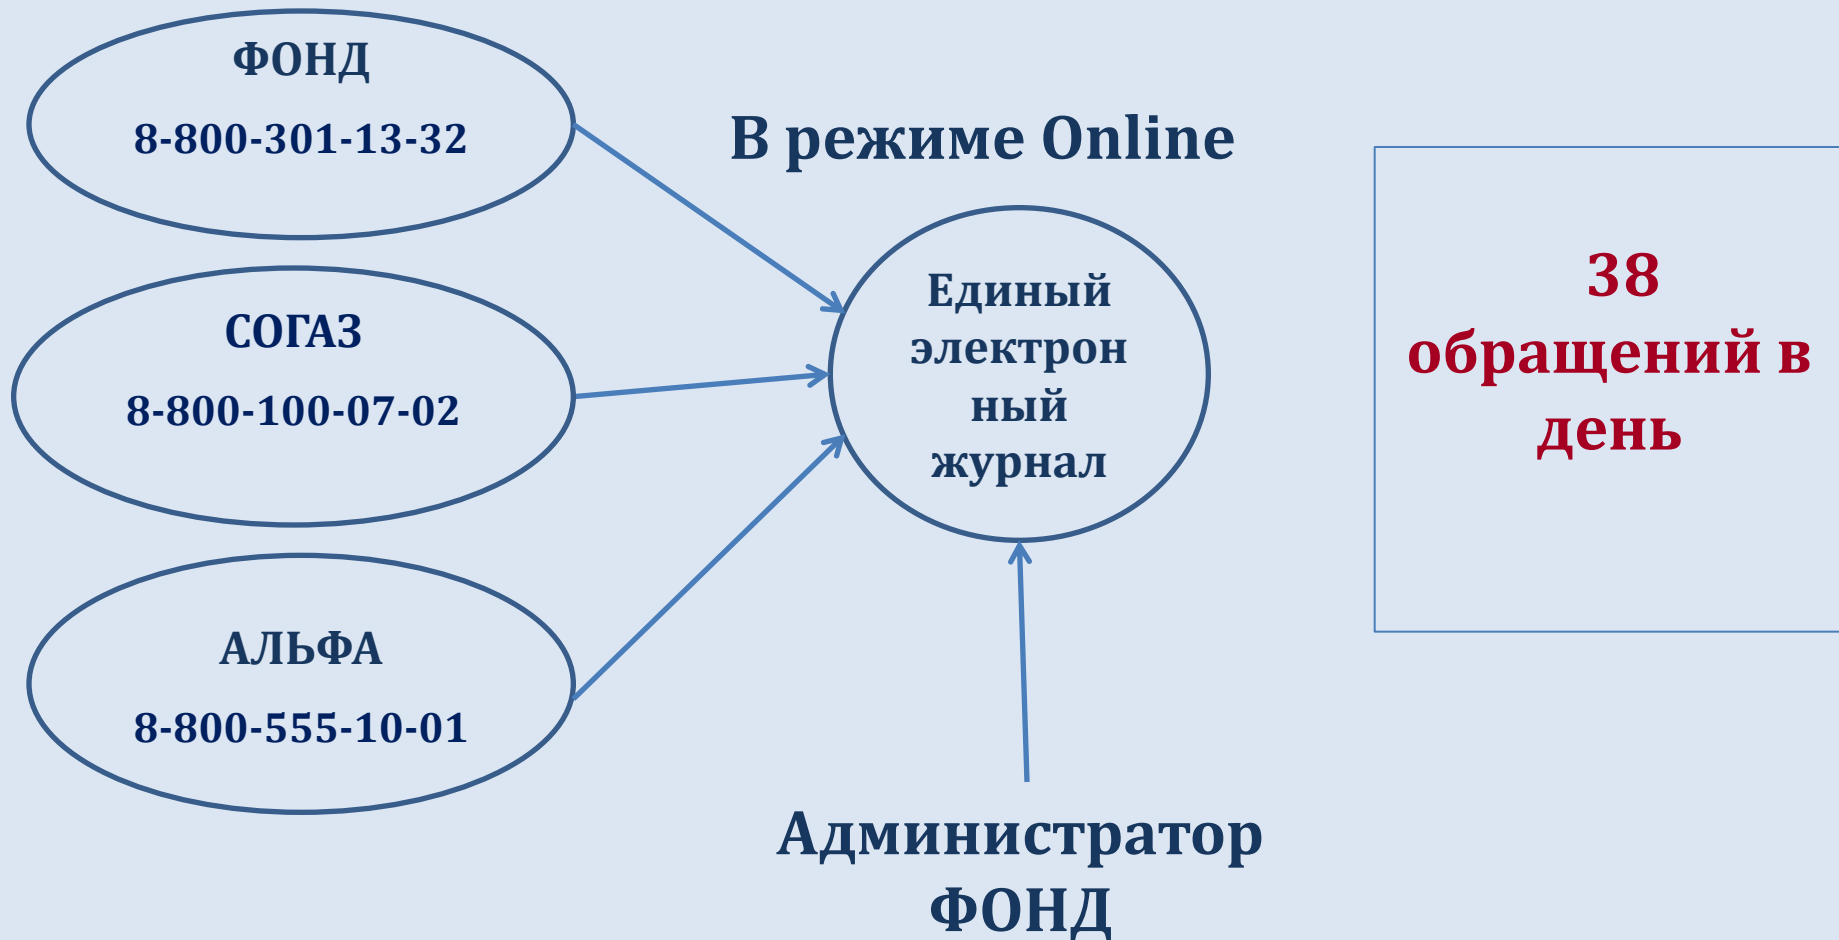 ФОНД
8-800-301-13-32
СОГАЗ
8-800-100-07-02
АЛЬФА
8-800-555-10-01
В режиме Online
Единый
электрон
ный
журнал
Администратор
ФОНД
38
обращений в
день